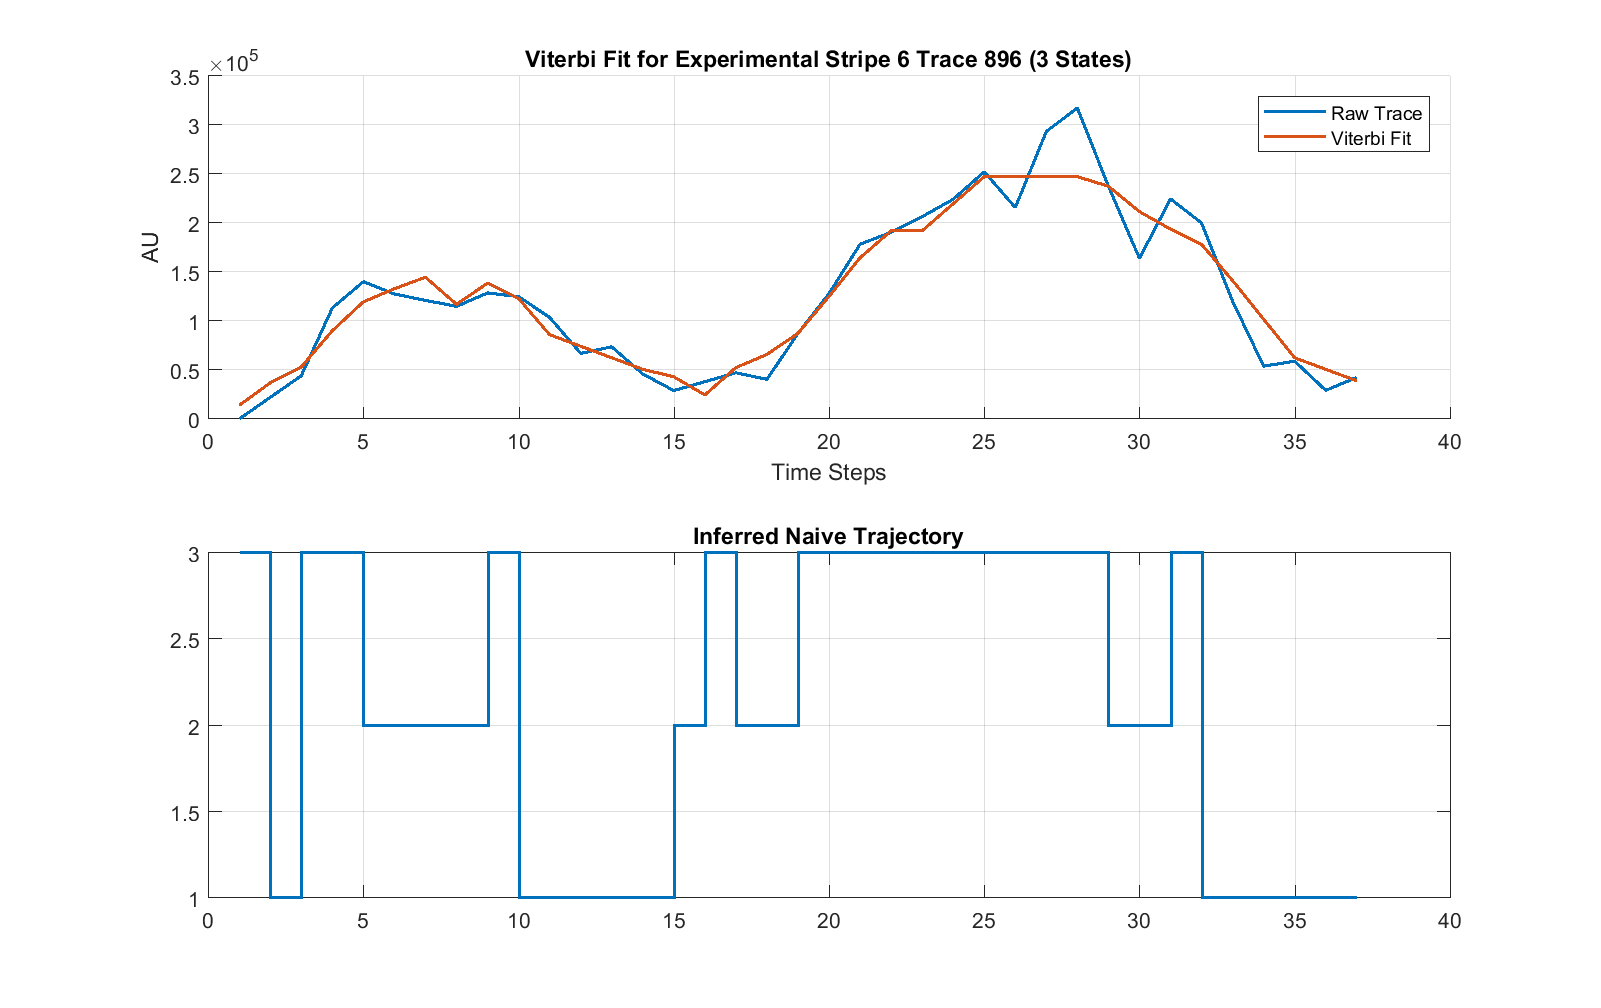 Viterbi Fit for Experimental Stripe 6 Trace 896 (3 States)
×10^5
3.5
3
2.5
2
1.5
1
0.5
0
AU
Raw Trace
Viterbi Fit
0 5 10 15 20 25 30 35 40
Time Steps
Inferred Naive Trajectory
3
2.5
2
1.5
1
0 5 10 15 20 25 30 35 40